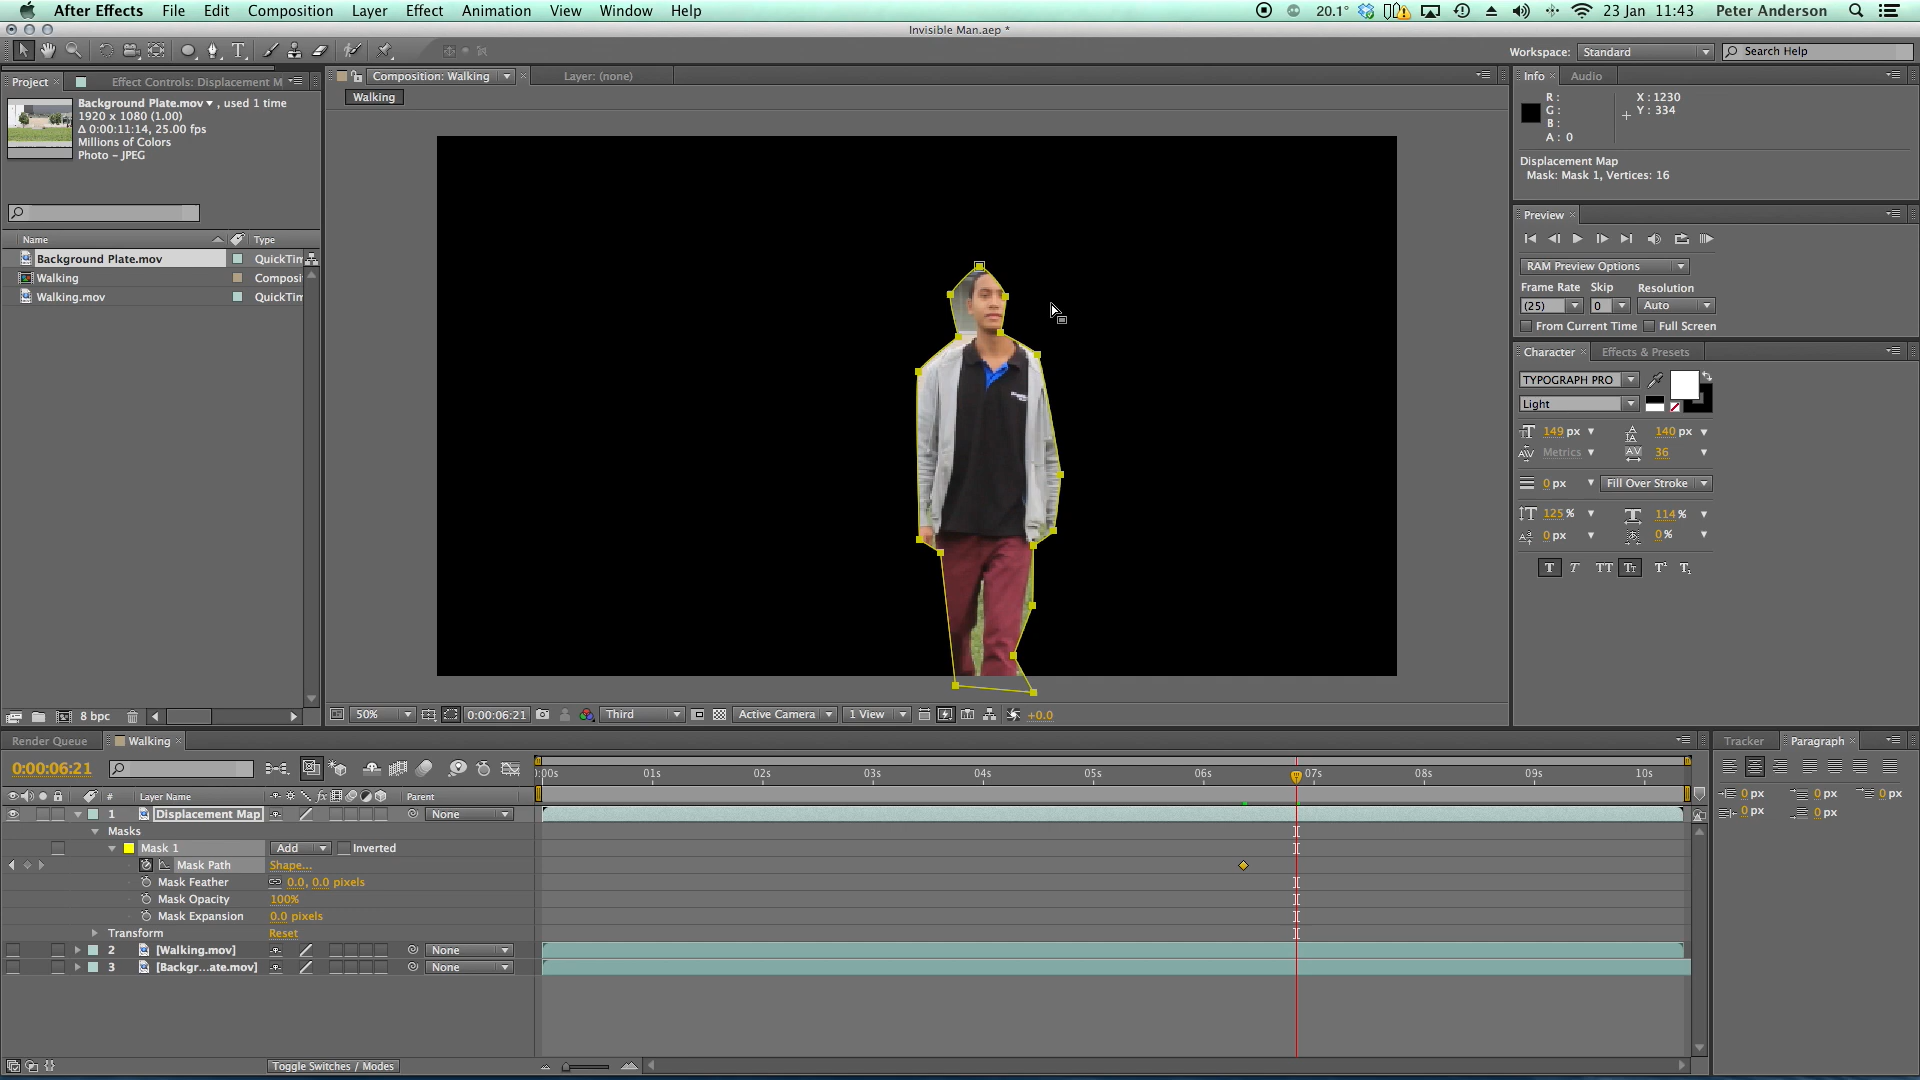 After Effects File Edit Composition Layer Effect Animation View Window Help 20.1° 23 Jan 11:43 Peter Anderson
Invisible Man.aep *
Workspace: Standard Search Help
Project Effect Controls: Displacement M
Background Plate.mov , used 1 time
1920 x 1080 (1.00)
Δ 0:00:11:14, 25.00 fps
Millions of Colors
Photo - JPEG
Name Type
Background Plate.mov QuickTim
Walking Composi
Walking.mov QuickTim
8 bpc
Composition: Walking Layer: (none)
Walking
50% 0:00:06:21 Third Active Camera 1 View +0.0
Info Audio
R : X : 1230
G : Y : 334
B :
A : 0
Displacement Map
Mask: Mask 1, Vertices: 16
Preview
RAM Preview Options
Frame Rate Skip Resolution
(25) 0 Auto
From Current Time Full Screen
Character Effects & Presets
TYPOGRAPH PRO
Light
149 px 140 px
Metrics 36
0 px Fill Over Stroke
125 % 114 %
0 px 0 %
T T TT Tt T¹ T₁
Render Queue Walking
0:00:06:21
:00s 01s 02s 03s 04s 05s 06s 07s 08s 09s 10s
# Layer Name Parent
1 Displacement Map None
Masks
Mask 1 Add Inverted
Mask Path Shape...
Mask Feather 0.0, 0.0 pixels
Mask Opacity 100%
Mask Expansion 0.0 pixels
Transform Reset
2 [Walking.mov] None
3 [Backgr...ate.mov] None
Toggle Switches / Modes
Tracker Paragraph
0 px 0 px 0 px
0 px 0 px